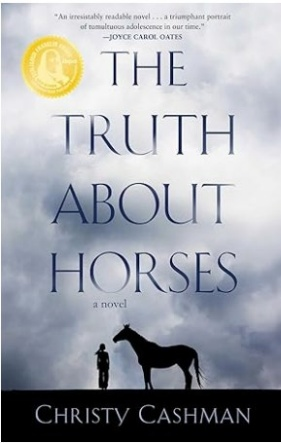 "An irresistably readable novel . . . a triumphant portrait
of tumultuous adolescence in our time."
—JOYCE CAROL OATES
THE
TRUTH
ABOUT
HORSES
a novel
CHRISTY CASHMAN